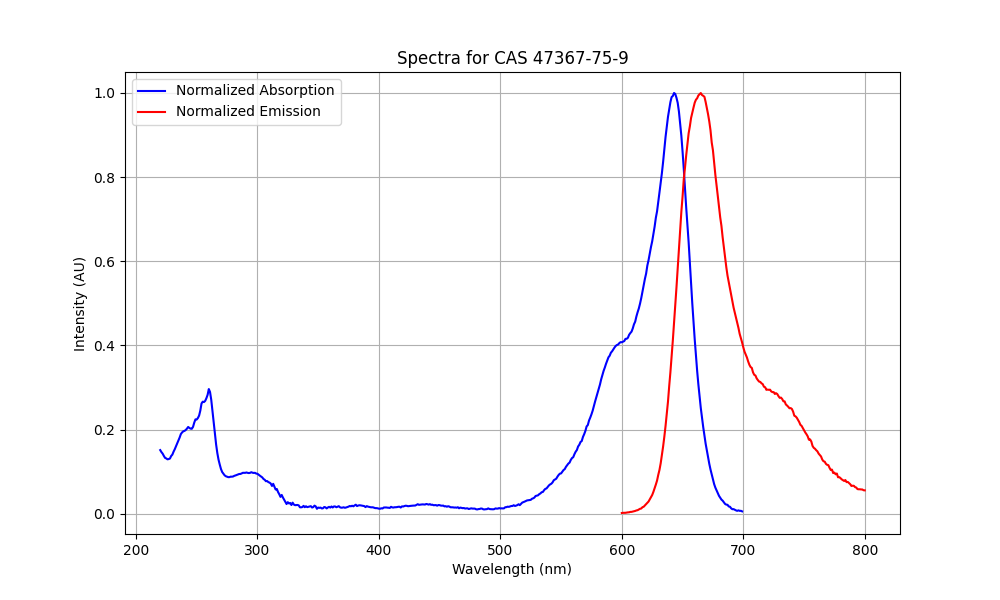 Spectra for CAS 47367-75-9
Normalized Absorption
Normalized Emission
Intensity (AU)
1.0
0.8
0.6
0.4
0.2
0.0
200 300 400 500 600 700 800
Wavelength (nm)